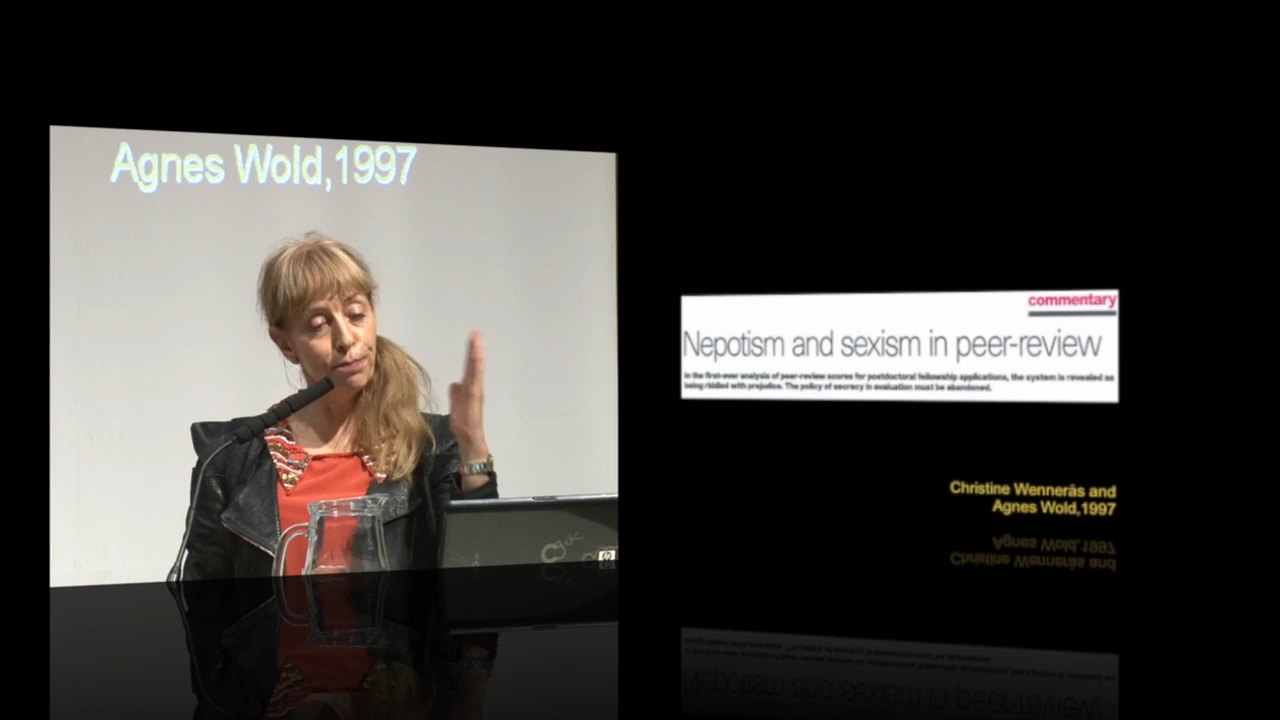 Agnes Wold,1997
commentary
Nepotism and sexism in peer-review
In the first-ever analysis of peer-review scores for postdoctoral fellowship applications, the system is revealed as
being riddled with prejudice. The policy of secrecy in evaluation must be abandoned.
Christine Wennerås and
Agnes Wold,1997
hp